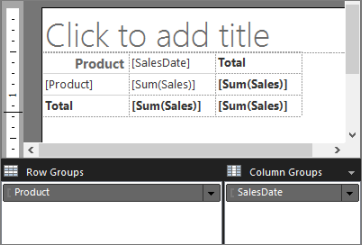 Click to add title
Product [SalesDate] Total
[Product] [Sum(Sales)] [Sum(Sales)]
Total [Sum(Sales)] [Sum(Sales)]
Row Groups Column Groups
Product SalesDate